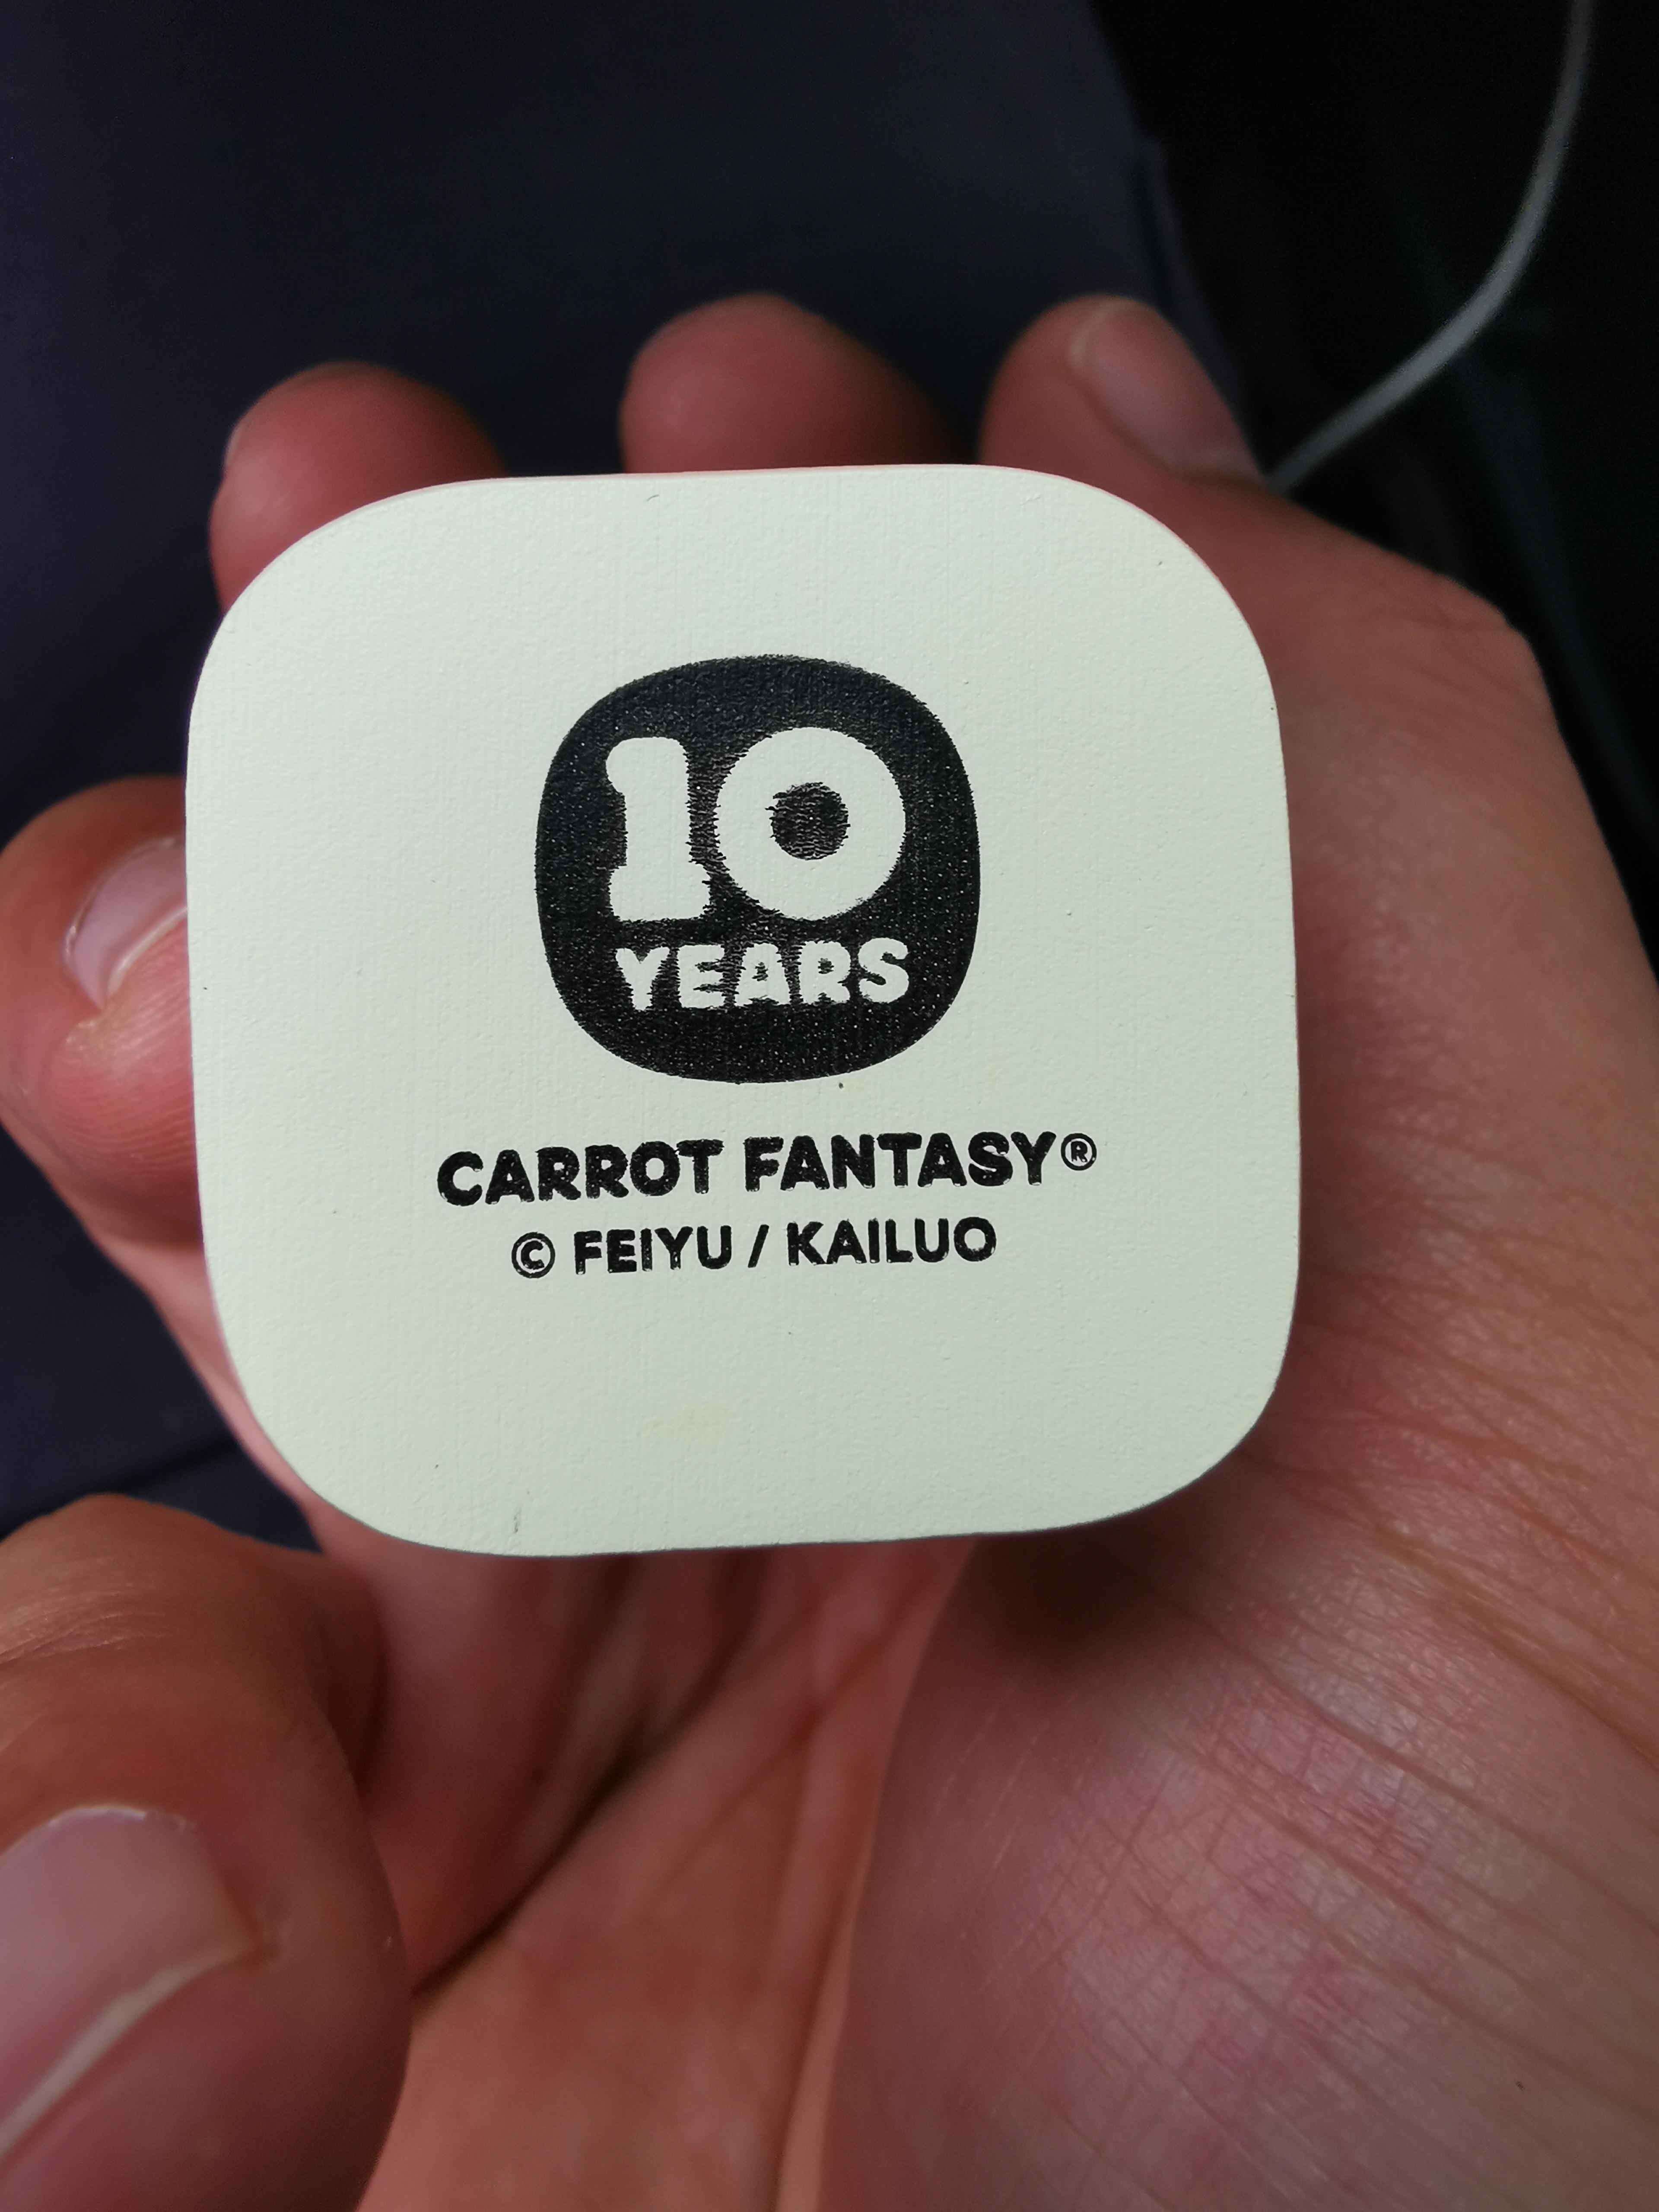 10
YEARS
CARROT FANTASY®
© FEIYU / KAILUO